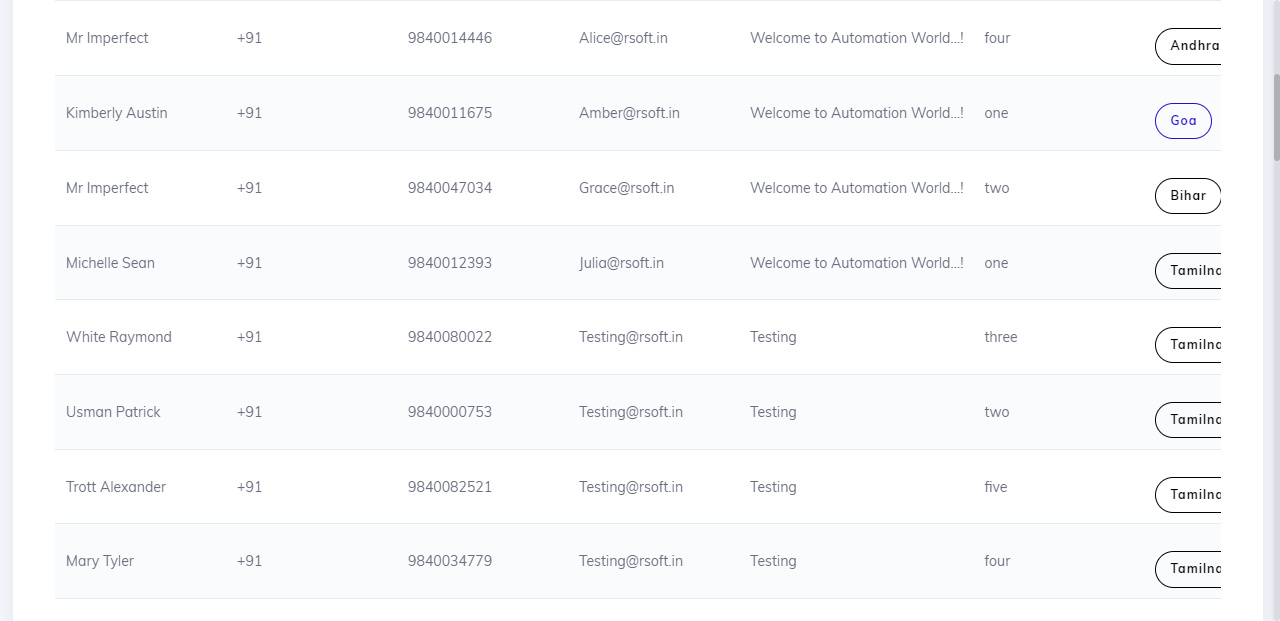 Mr Imperfect +91 9840014446 Alice@rsoft.in Welcome to Automation World...! four Andhra
Kimberly Austin +91 9840011675 Amber@rsoft.in Welcome to Automation World...! one Goa
Mr Imperfect +91 9840047034 Grace@rsoft.in Welcome to Automation World...! two Bihar
Michelle Sean +91 9840012393 Julia@rsoft.in Welcome to Automation World...! one Tamilna
White Raymond +91 9840080022 Testing@rsoft.in Testing three Tamilna
Usman Patrick +91 9840000753 Testing@rsoft.in Testing two Tamilna
Trott Alexander +91 9840082521 Testing@rsoft.in Testing five Tamilna
Mary Tyler +91 9840034779 Testing@rsoft.in Testing four Tamilna